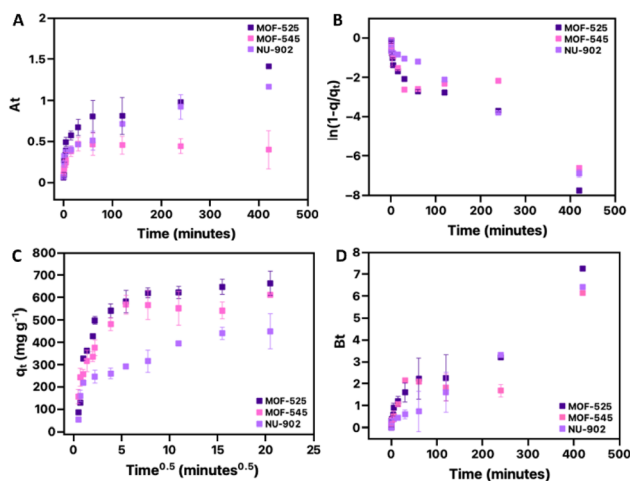 A
MOF-525
MOF-545
NU-902
At
2
1.5
1
0.5
0
0 100 200 300 400 500
Time (minutes)
B
MOF-525
MOF-545
NU-902
ln(1-q/qt)
0
−2
−4
−6
−8
0 100 200 300 400 500
Time (minutes)
C
qt (mg g⁻¹)
800
700
600
500
400
300
200
100
0
MOF-525
MOF-545
NU-902
0 5 10 15 20 25
Time⁰·⁵ (minutes⁰·⁵)
D
Bt
8
7
6
5
4
3
2
1
0
MOF-525
MOF-545
NU-902
0 100 200 300 400 500
Time (minutes)